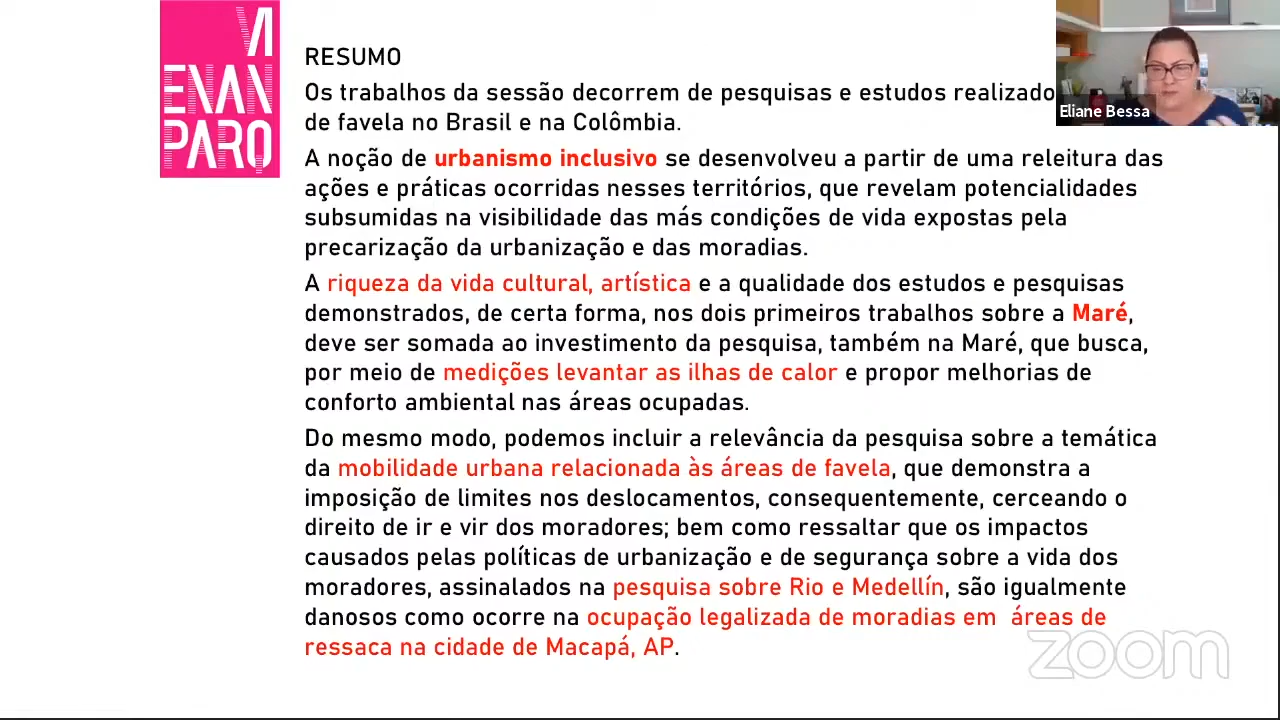 VI
ENAN
PARQ
RESUMO
Os trabalhos da sessão decorrem de pesquisas e estudos realizado
de favela no Brasil e na Colômbia.
A noção de urbanismo inclusivo se desenvolveu a partir de uma releitura das
ações e práticas ocorridas nesses territórios, que revelam potencialidades
subsumidas na visibilidade das más condições de vida expostas pela
precarização da urbanização e das moradias.
A riqueza da vida cultural, artística e a qualidade dos estudos e pesquisas
demonstrados, de certa forma, nos dois primeiros trabalhos sobre a Maré,
deve ser somada ao investimento da pesquisa, também na Maré, que busca,
por meio de medições levantar as ilhas de calor e propor melhorias de
conforto ambiental nas áreas ocupadas.
Do mesmo modo, podemos incluir a relevância da pesquisa sobre a temática
da mobilidade urbana relacionada às áreas de favela, que demonstra a
imposição de limites nos deslocamentos, consequentemente, cerceando o
direito de ir e vir dos moradores; bem como ressaltar que os impactos
causados pelas políticas de urbanização e de segurança sobre a vida dos
moradores, assinalados na pesquisa sobre Rio e Medellín, são igualmente
danosos como ocorre na ocupação legalizada de moradias em áreas de
ressaca na cidade de Macapá, AP.
Eliane Bessa
zoom